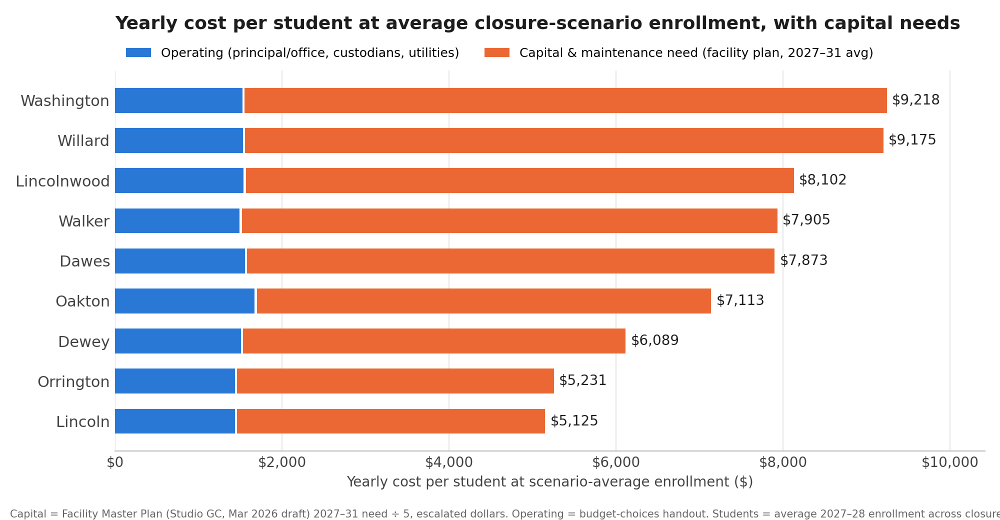 Yearly cost per student at average closure-scenario enrollment, with capital needs
Operating (principal/office, custodians, utilities)
Capital & maintenance need (facility plan, 2027–31 avg)
Washington
$9,218
Willard
$9,175
Lincolnwood
$8,102
Walker
$7,905
Dawes
$7,873
Oakton
$7,113
Dewey
$6,089
Orrington
$5,231
Lincoln
$5,125
$0
$2,000
$4,000
$6,000
$8,000
$10,000
Yearly cost per student at scenario-average enrollment ($)
Capital = Facility Master Plan (Studio GC, Mar 2026 draft) 2027–31 need ÷ 5, escalated dollars. Operating = budget-choices handout. Students = average 2027–28 enrollment across closure